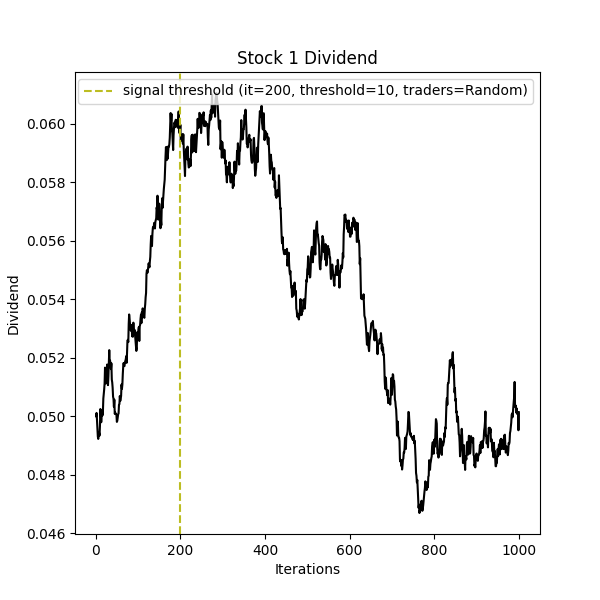 Stock 1 Dividend
signal threshold (it=200, threshold=10, traders=Random)
0.060
0.058
0.056
0.054
0.052
0.050
0.048
0.046
Dividend
0 200 400 600 800 1000
Iterations